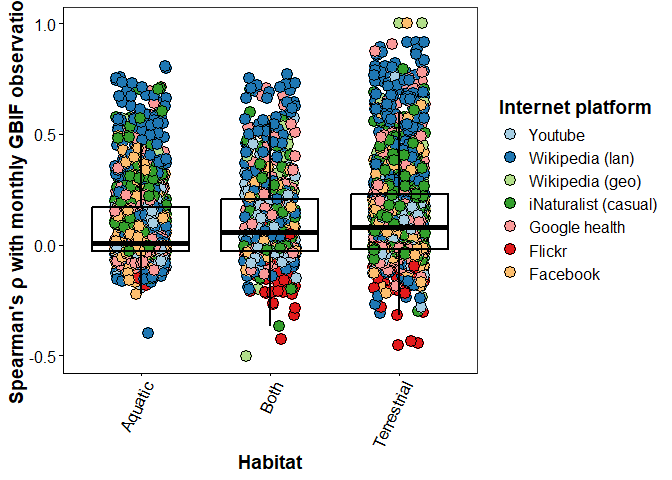 Spearman's ρ with monthly GBIF observatio
1.0
0.5
0.0
-0.5
Aquatic
Both
Terrestrial
Habitat
Internet platform
Youtube
Wikipedia (lan)
Wikipedia (geo)
iNaturalist (casual)
Google health
Flickr
Facebook